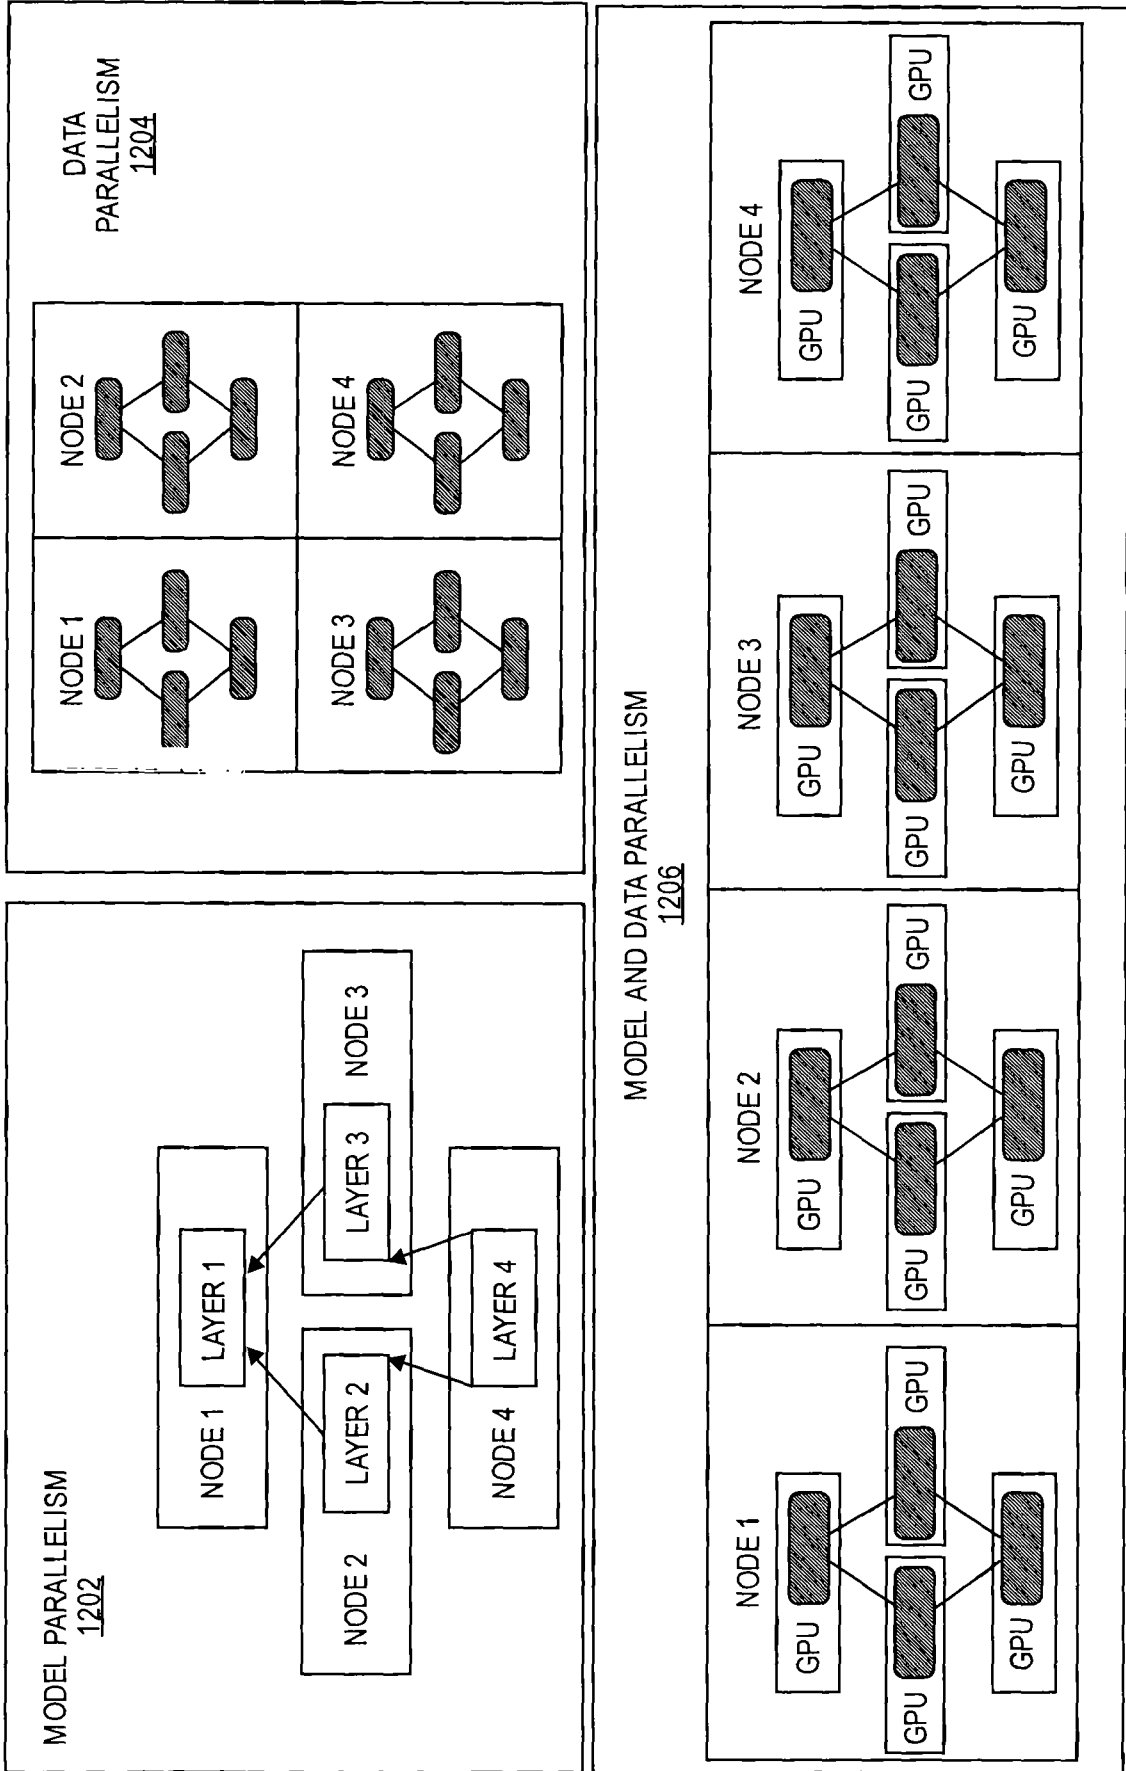 MODEL PARALLELISM
1202
NODE 1
LAYER 1
NODE 2
LAYER 2
LAYER 3
NODE 3
NODE 4
LAYER 4
DATA
PARALLELISM
1204
NODE 1
NODE 2
NODE 3
NODE 4
MODEL AND DATA PARALLELISM
1206
NODE 1
GPU
GPU
GPU
GPU
NODE 2
GPU
GPU
GPU
GPU
NODE 3
GPU
GPU
GPU
GPU
NODE 4
GPU
GPU
GPU
GPU